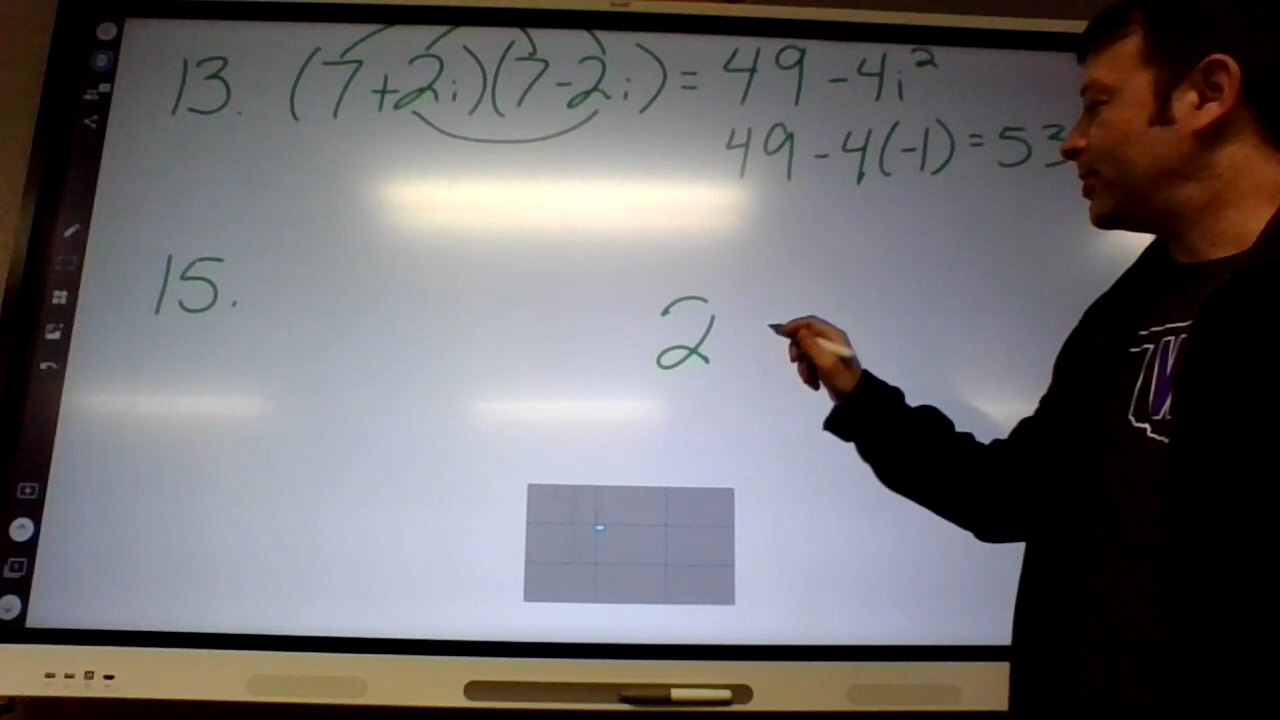 13. (7+2i)(7-2i) = 49 - 4i²
49 - 4(-1) = 53
15.
2